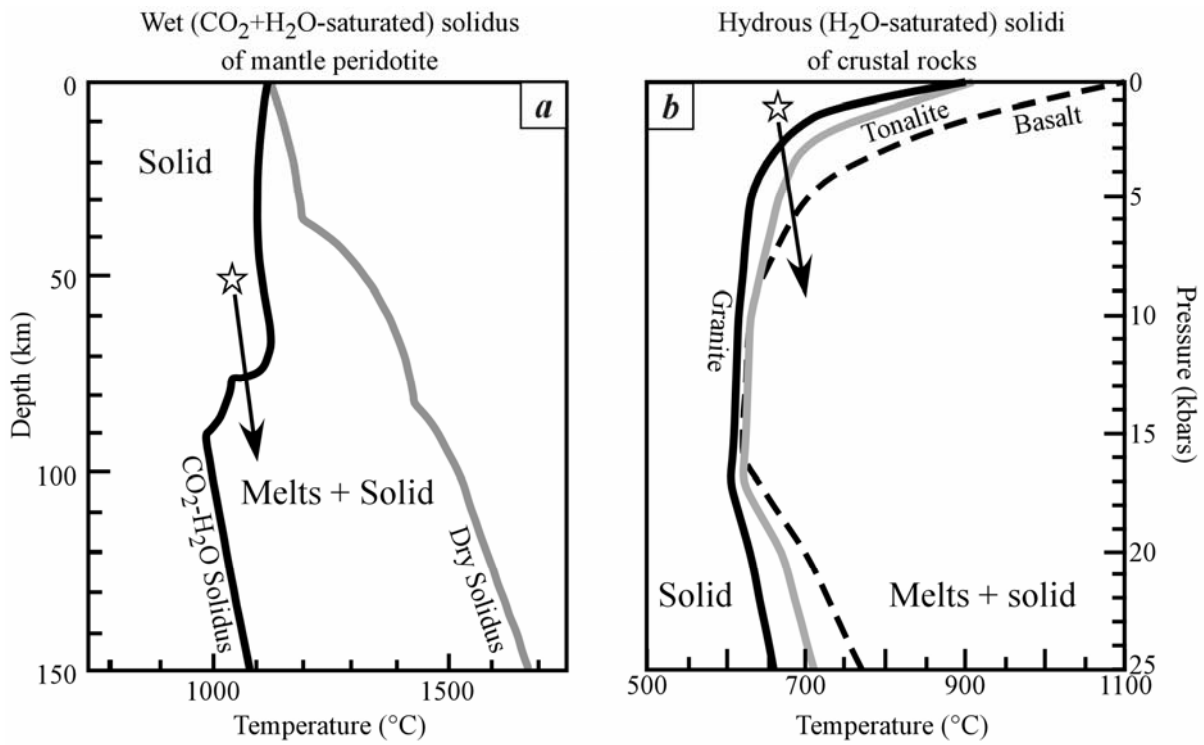 Wet (CO₂+H₂O-saturated) solidus
of mantle peridotite
a
Solid
Melts + Solid
CO₂-H₂O Solidus
Dry Solidus
Depth (km)
0
50
100
150
1000
1500
Temperature (°C)
Hydrous (H₂O-saturated) solidi
of crustal rocks
b
Tonalite
Basalt
Granite
Solid
Melts + solid
0
5
10
15
20
25
Pressure (kbars)
500
700
900
1100
Temperature (°C)